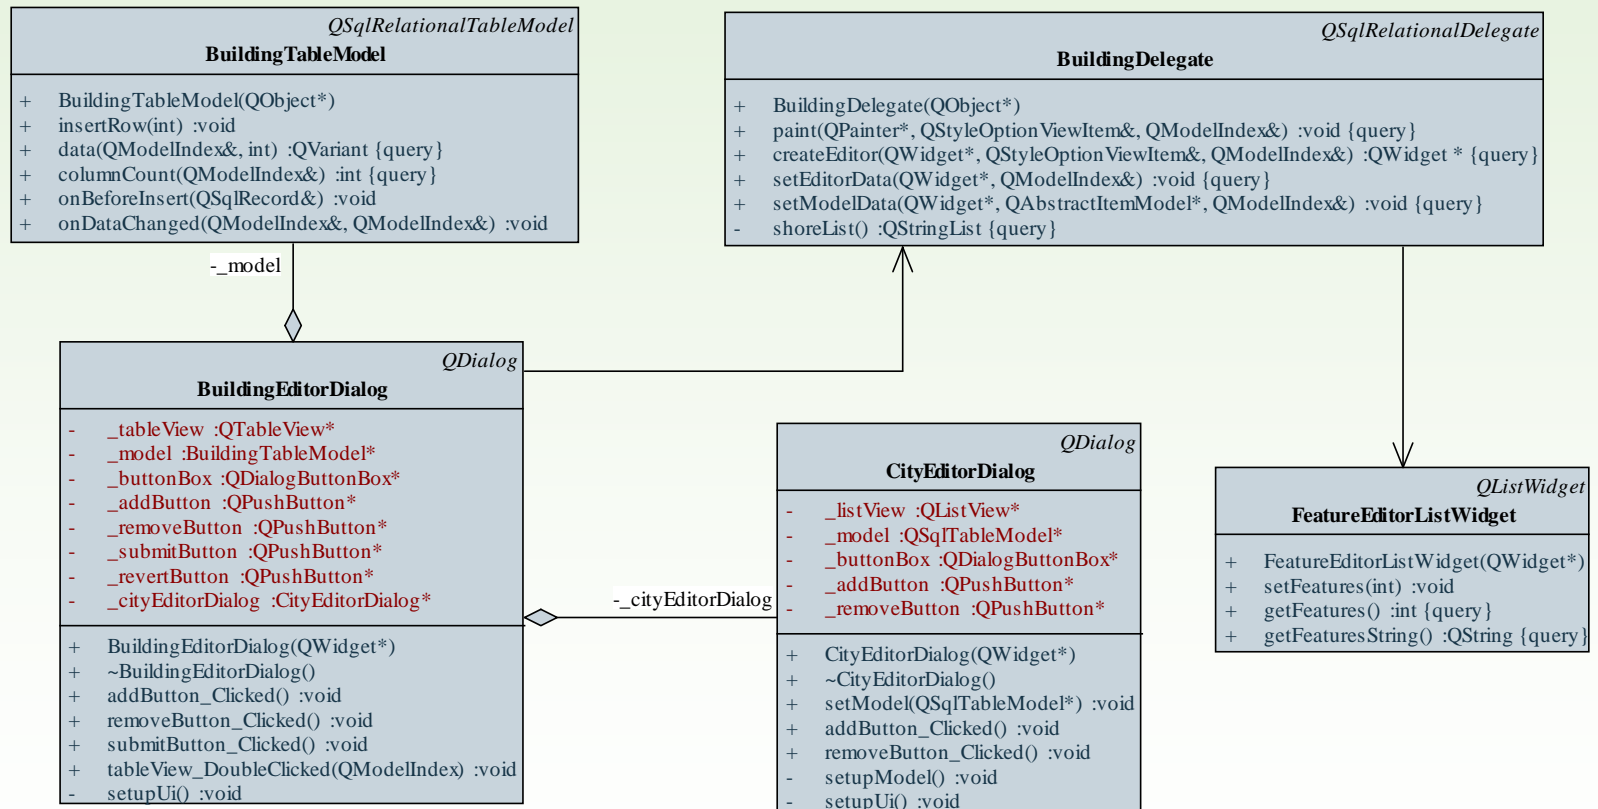 QSqlRelationalTableModel
BuildingTableModel
+ BuildingTableModel(QObject*)
+ insertRow(int) :void
+ data(QModelIndex&, int) :QVariant {query}
+ columnCount(QModelIndex&) :int {query}
+ onBeforeInsert(QSqlRecord&) :void
+ onDataChanged(QModelIndex&, QModelIndex&) :void
QSqlRelationalDelegate
BuildingDelegate
+ BuildingDelegate(QObject*)
+ paint(QPainter*, QStyleOptionViewItem&, QModelIndex&) :void {query}
+ createEditor(QWidget*, QStyleOptionViewItem&, QModelIndex&) :QWidget * {query}
+ setEditorData(QWidget*, QModelIndex&) :void {query}
+ setModelData(QWidget*, QAbstractItemModel*, QModelIndex&) :void {query}
- shoreList() :QStringList {query}
-_model
QDialog
BuildingEditorDialog
- _tableView :QTableView*
- _model :BuildingTableModel*
- _buttonBox :QDialogButtonBox*
- _addButton :QPushButton*
- _removeButton :QPushButton*
- _submitButton :QPushButton*
- _revertButton :QPushButton*
- _cityEditorDialog :CityEditorDialog*
+ BuildingEditorDialog(QWidget*)
+ ~BuildingEditorDialog()
+ addButton_Clicked() :void
+ removeButton_Clicked() :void
+ submitButton_Clicked() :void
+ tableView_DoubleClicked(QModelIndex) :void
- setupUi() :void
-_cityEditorDialog
QDialog
CityEditorDialog
- _listView :QListView*
- _model :QSqlTableModel*
- _buttonBox :QDialogButtonBox*
- _addButton :QPushButton*
- _removeButton :QPushButton*
+ CityEditorDialog(QWidget*)
+ ~CityEditorDialog()
+ setModel(QSqlTableModel*) :void
+ addButton_Clicked() :void
+ removeButton_Clicked() :void
- setupModel() :void
- setupUi() :void
QListWidget
FeatureEditorListWidget
+ FeatureEditorListWidget(QWidget*)
+ setFeatures(int) :void
+ getFeatures() :int {query}
+ getFeaturesString() :QString {query}